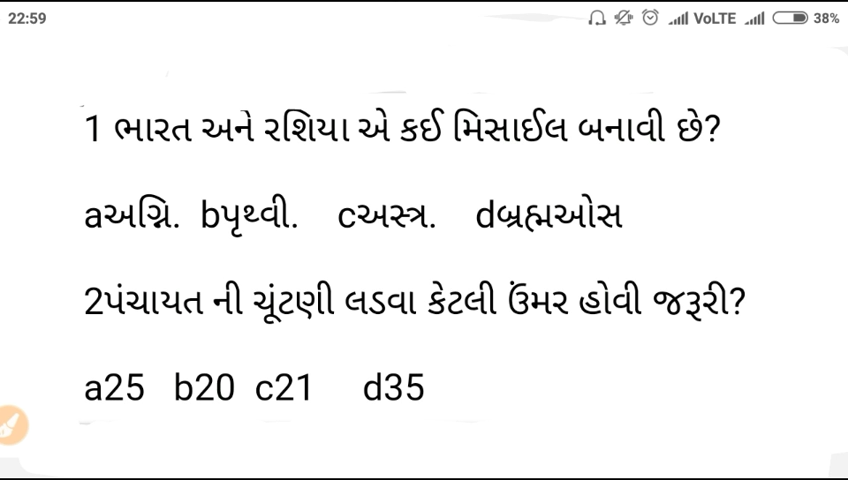 22:59 VoLTE 38%
1 ભારત અને રશિયા એ કઈ મિસાઈલ બનાવી છે?
aઅગ્નિ. bપૃથ્વી. cઅસ્ત્ર. dબ્રહ્મઓસ
2પંચાયત ની ચૂંટણી લડવા કેટલી ઉંમર હોવી જરૂરી?
a25 b20 c21 d35